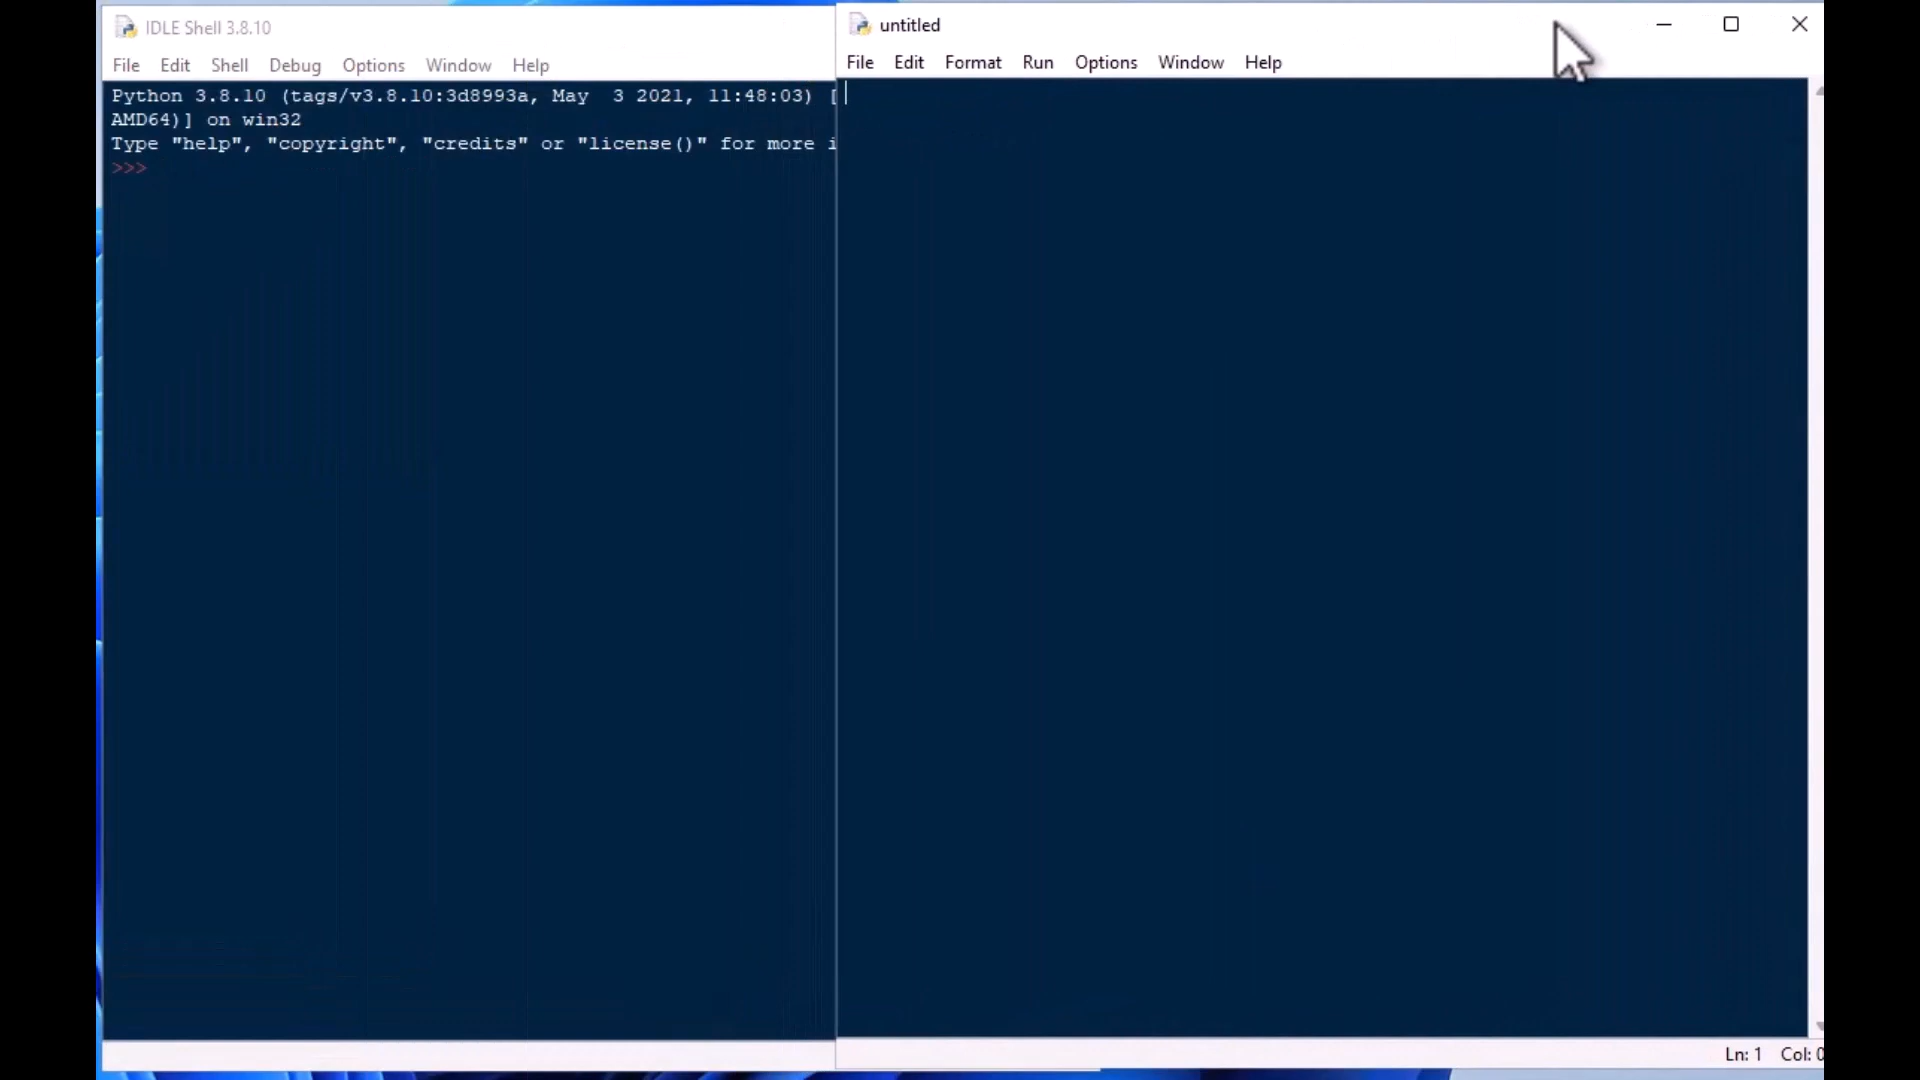 IDLE Shell 3.8.10
File Edit Shell Debug Options Window Help
Python 3.8.10 (tags/v3.8.10:3d8993a, May  3 2021, 11:48:03) [
AMD64)] on win32
Type "help", "copyright", "credits" or "license()" for more i
>>>
untitled
File Edit Format Run Options Window Help
Ln: 1 Col: 0